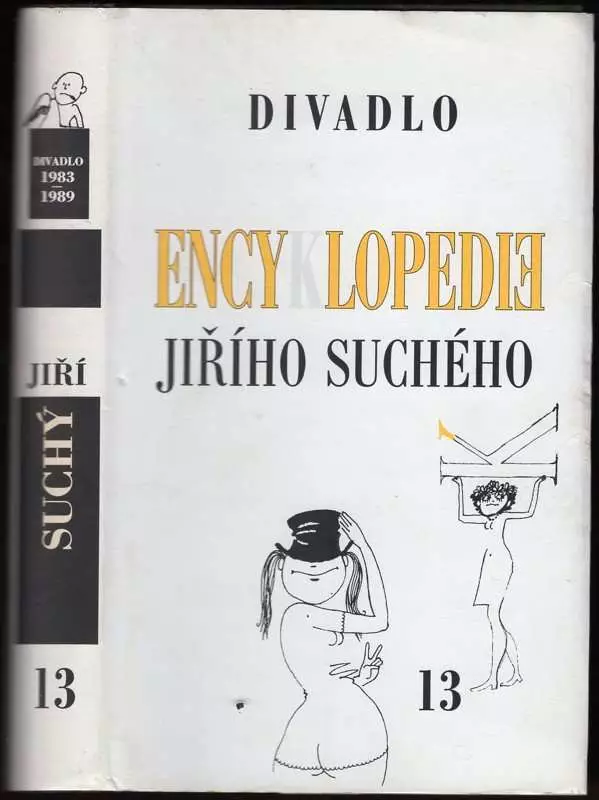 DIVADLO
1983
–
1989
JIŘÍ
SUCHÝ
13
DIVADLO
ENCYKLOPEDIE
JIŘÍHO SUCHÉHO
K
13